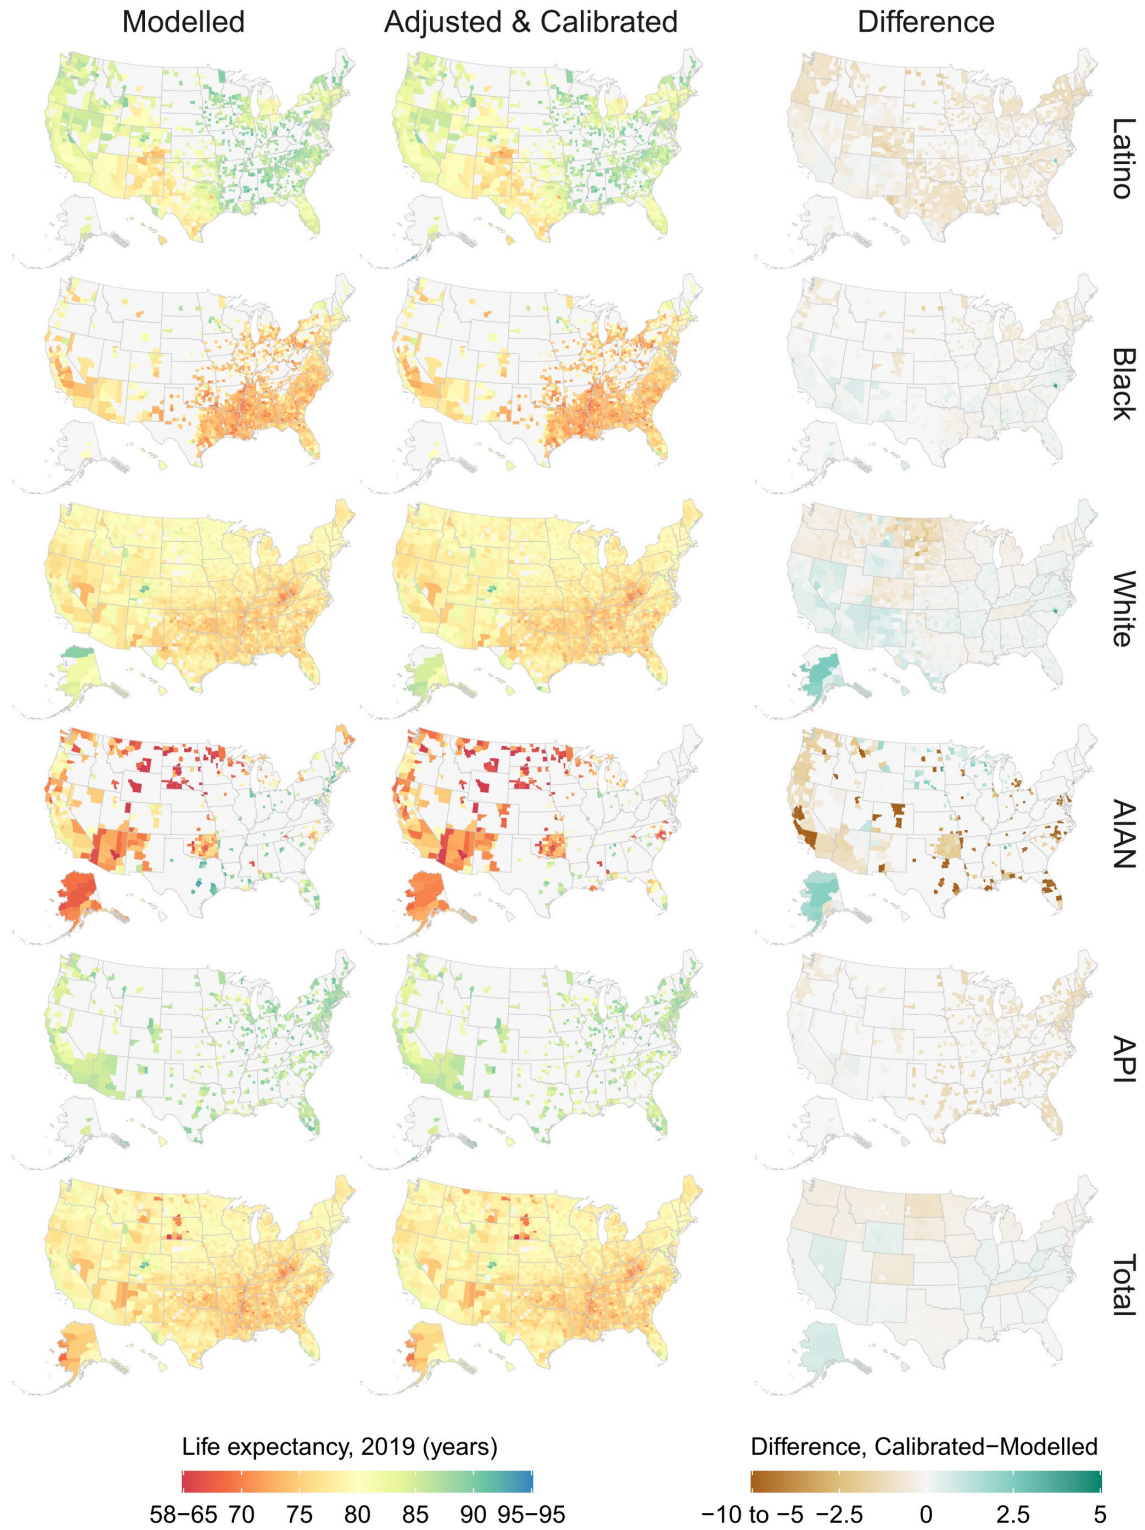 Modelled
Adjusted & Calibrated
Difference
Latino
Black
White
AIAN
API
Total
Life expectancy, 2019 (years)
58−65 70 75 80 85 90 95−95
Difference, Calibrated−Modelled
−10 to −5 −2.5 0 2.5 5